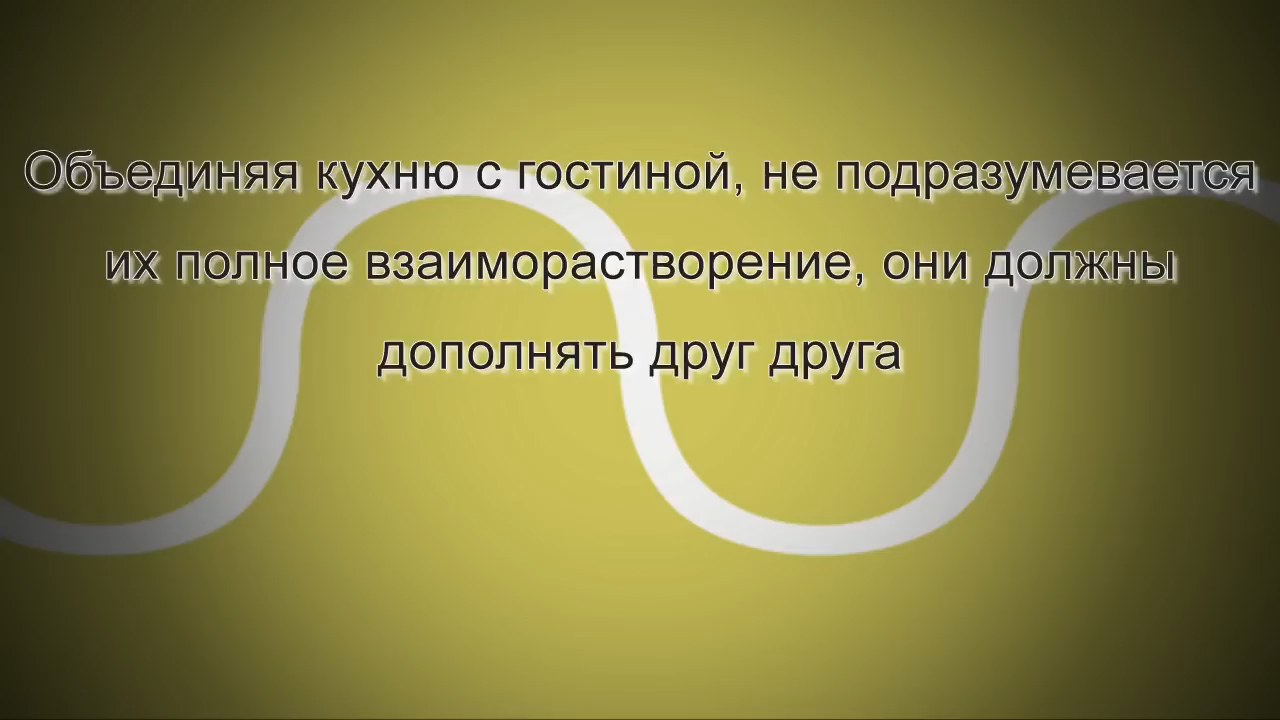 Объединяя кухню с гостиной, не подразумевается
их полное взаиморастворение, они должны
дополнять друг друга